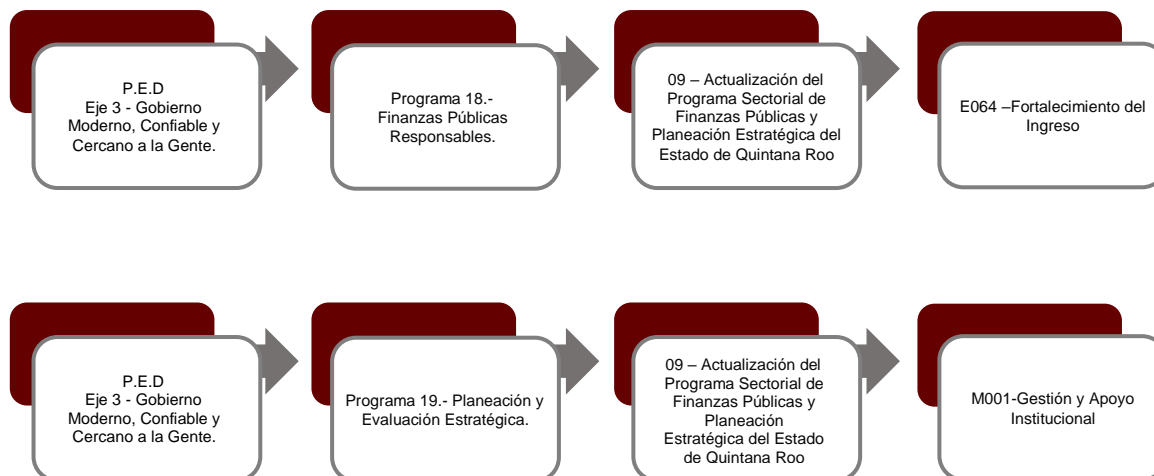 P.E.D
Eje 3 - Gobierno
Moderno, Confiable y
Cercano a la Gente.
Programa 18.-
Finanzas Públicas
Responsables.
09 – Actualización del
Programa Sectorial de
Finanzas Públicas y
Planeación Estratégica del
Estado de Quintana Roo
E064 –Fortalecimiento del
Ingreso
P.E.D
Eje 3 - Gobierno
Moderno, Confiable y
Cercano a la Gente.
Programa 19.- Planeación y
Evaluación Estratégica.
09 – Actualización del
Programa Sectorial de
Finanzas Públicas y
Planeación
Estratégica del Estado
de Quintana Roo
M001-Gestión y Apoyo
Institucional